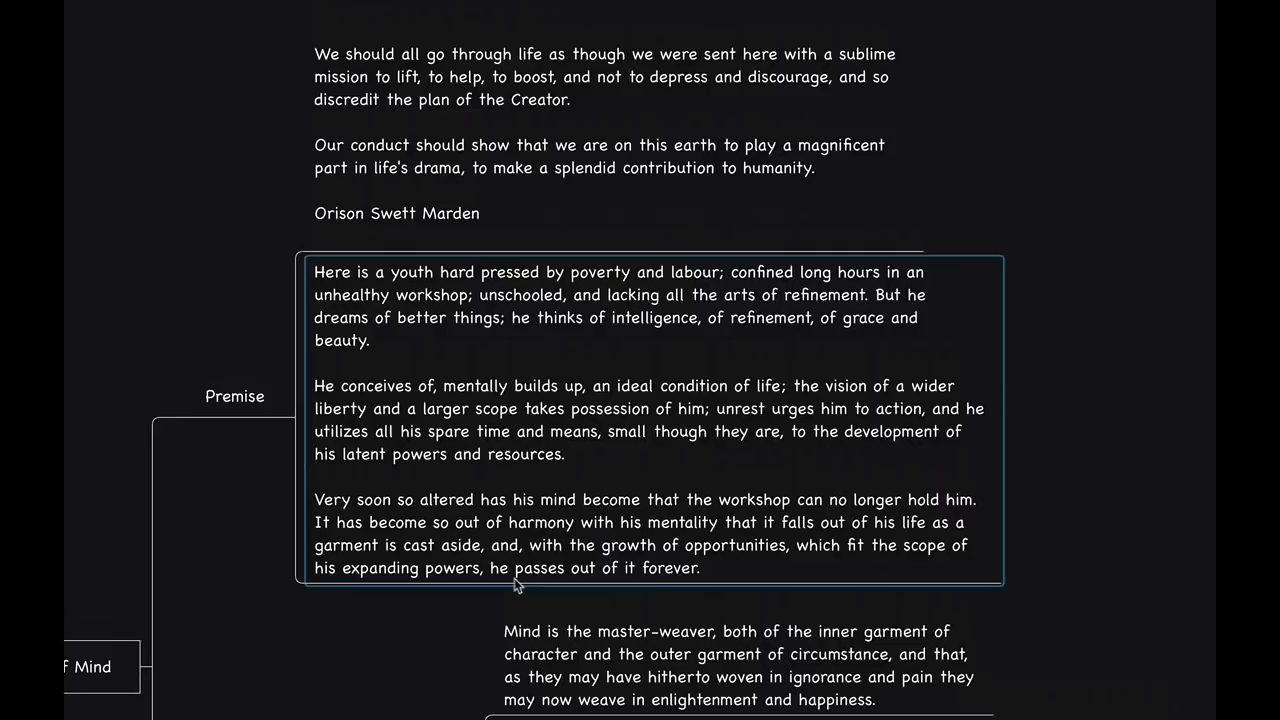 We should all go through life as though we were sent here with a sublime
mission to lift, to help, to boost, and not to depress and discourage, and so
discredit the plan of the Creator.
Our conduct should show that we are on this earth to play a magnificent
part in life's drama, to make a splendid contribution to humanity.
Orison Swett Marden
Here is a youth hard pressed by poverty and labour; confined long hours in an
unhealthy workshop; unschooled, and lacking all the arts of refinement. But he
dreams of better things; he thinks of intelligence, of refinement, of grace and
beauty.
Premise
He conceives of, mentally builds up, an ideal condition of life; the vision of a wider
liberty and a larger scope takes possession of him; unrest urges him to action, and he
utilizes all his spare time and means, small though they are, to the development of
his latent powers and resources.
Very soon so altered has his mind become that the workshop can no longer hold him.
It has become so out of harmony with his mentality that it falls out of his life as a
garment is cast aside, and, with the growth of opportunities, which fit the scope of
his expanding powers, he passes out of it forever.
f Mind
Mind is the master-weaver, both of the inner garment of
character and the outer garment of circumstance, and that,
as they may have hitherto woven in ignorance and pain they
may now weave in enlightenment and happiness.